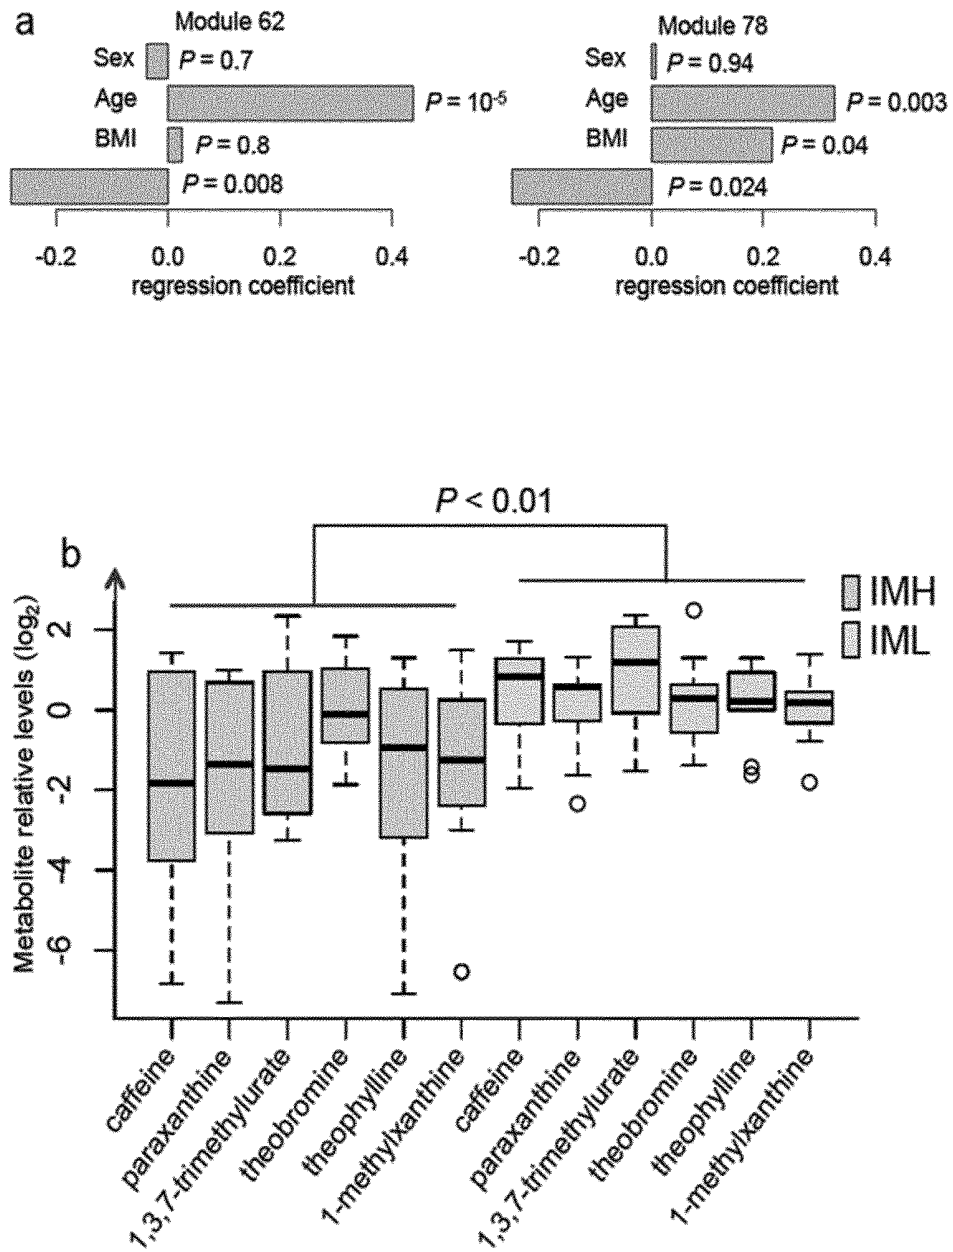 a
Module 62
Sex P = 0.7
Age P = 10-5
BMI P = 0.8
P = 0.008
-0.2 0.0 0.2 0.4
regression coefficient
Module 78
Sex P = 0.94
Age P = 0.003
BMI P = 0.04
P = 0.024
-0.2 0.0 0.2 0.4
regression coefficient
P < 0.01
b
IMH
IML
Metabolite relative levels (log2)
2
0
-2
-4
-6
caffeine
paraxanthine
1,3,7-trimethylurate
theobromine
theophylline
1-methylxanthine
caffeine
paraxanthine
1,3,7-trimethylurate
theobromine
theophylline
1-methylxanthine